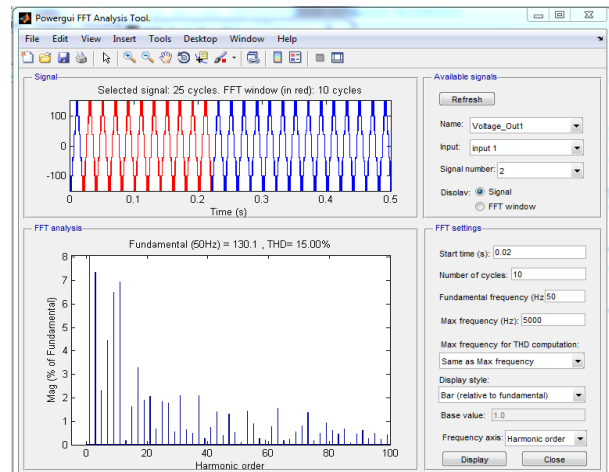 Powergui FFT Analysis Tool.
File Edit View Insert Tools Desktop Window Help
Signal
Selected signal: 25 cycles. FFT window (in red): 10 cycles
100
0
-100
0 0.1 0.2 0.3 0.4 0.5
Time (s)
Available signals
Refresh
Name: Voltage_Out1
Input: input 1
Signal number: 2
Display: Signal
FFT window
FFT analysis
Fundamental (50Hz) = 130.1 , THD= 15.00%
8
7
6
5
4
3
2
1
0
0 20 40 60 80 100
Harmonic order
Mag (% of Fundamental)
FFT settings
Start time (s): 0.02
Number of cycles: 10
Fundamental frequency (Hz 50
Max frequency (Hz): 5000
Max frequency for THD computation:
Same as Max frequency
Display style:
Bar (relative to fundamental)
Base value: 1.0
Frequency axis: Harmonic order
Display Close